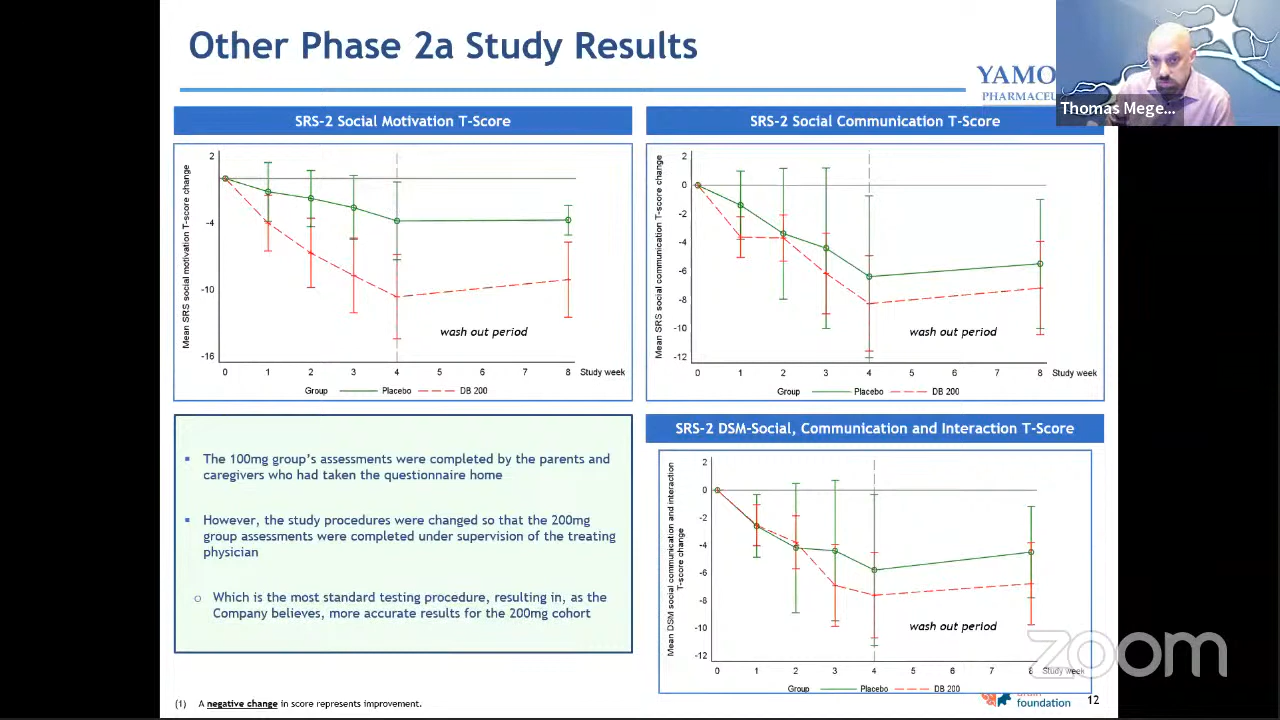 Other Phase 2a Study Results
YAMO
PHARMACEU
Thomas Mege...
SRS-2 Social Motivation T-Score
Mean SRS social motivation T-score change
2
-4
-10
-16
wash out period
0 1 2 3 4 5 6 7 8 Study week
Group Placebo DB 200
SRS-2 Social Communication T-Score
Mean SRS social communication T-score change
2
0
-2
-4
-6
-8
-10
-12
wash out period
0 1 2 3 4 5 6 7 8 Study week
Group Placebo DB 200
▪ The 100mg group's assessments were completed by the parents and
caregivers who had taken the questionnaire home
▪ However, the study procedures were changed so that the 200mg
group assessments were completed under supervision of the treating
physician
o Which is the most standard testing procedure, resulting in, as the
Company believes, more accurate results for the 200mg cohort
SRS-2 DSM-Social, Communication and Interaction T-Score
Mean DSM social communication and interaction
T-score change
2
0
-2
-4
-6
-8
-10
-12
wash out period
0 1 2 3 4 5 6 7 8 Study week
Group Placebo DB 200
zoom
(1) A negative change in score represents improvement.
foundation
12